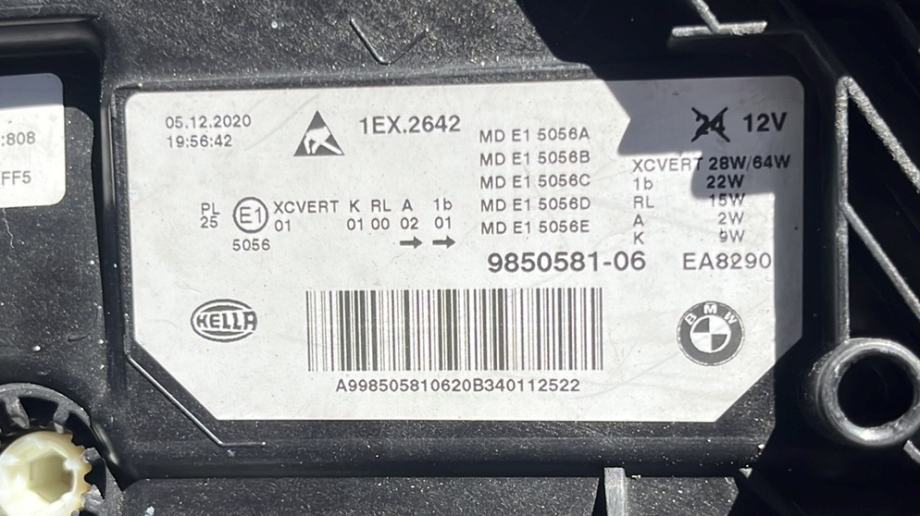 :808
FF5
05.12.2020
19:56:42
1EX.2642
MD E1 5056A
MD E1 5056B
MD E1 5056C
MD E1 5056D
MD E1 5056E
24 12V
XCVERT 28W/64W
1b 22W
RL 15W
A 2W
K 9W
PL E1 XCVERT K RL A 1b
25 01 01 00 02 01
5056 → →
9850581-06 EA8290
HELLA
BMW
A998505810620B340112522